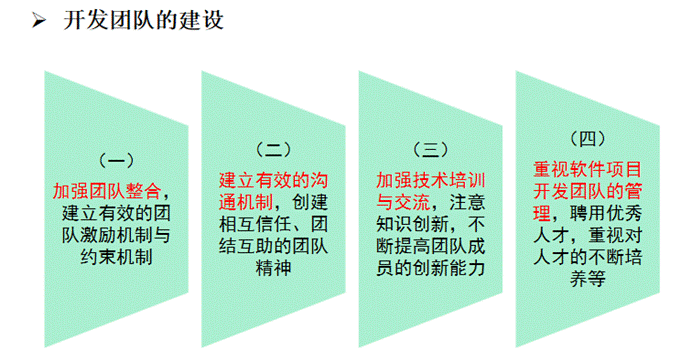 ➢ 开发团队的建设
（一）
加强团队整合，
建立有效的团
队激励机制与
约束机制
（二）
建立有效的沟
通机制，创建
相互信任、团
结互助的团队
精神
（三）
加强技术培训
与交流，注意
知识创新，不
断提高团队成
员的创新能力
（四）
重视软件项目
开发团队的管
理，聘用优秀
人才，重视对
人才的不断培
养等